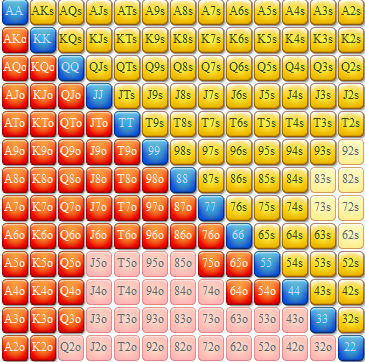 AA AKs AQs AJs ATs A9s A8s A7s A6s A5s A4s A3s A2s
AKo KK KQs KJs KTs K9s K8s K7s K6s K5s K4s K3s K2s
AQo KQo QQ QJs QTs Q9s Q8s Q7s Q6s Q5s Q4s Q3s Q2s
AJo KJo QJo JJ JTs J9s J8s J7s J6s J5s J4s J3s J2s
ATo KTo QTo JTo TT T9s T8s T7s T6s T5s T4s T3s T2s
A9o K9o Q9o J9o T9o 99 98s 97s 96s 95s 94s 93s 92s
A8o K8o Q8o J8o T8o 98o 88 87s 86s 85s 84s 83s 82s
A7o K7o Q7o J7o T7o 97o 87o 77 76s 75s 74s 73s 72s
A6o K6o Q6o J6o T6o 96o 86o 76o 66 65s 64s 63s 62s
A5o K5o Q5o J5o T5o 95o 85o 75o 65o 55 54s 53s 52s
A4o K4o Q4o J4o T4o 94o 84o 74o 64o 54o 44 43s 42s
A3o K3o Q3o J3o T3o 93o 83o 73o 63o 53o 43o 33 32s
A2o K2o Q2o J2o T2o 92o 82o 72o 62o 52o 42o 32o 22